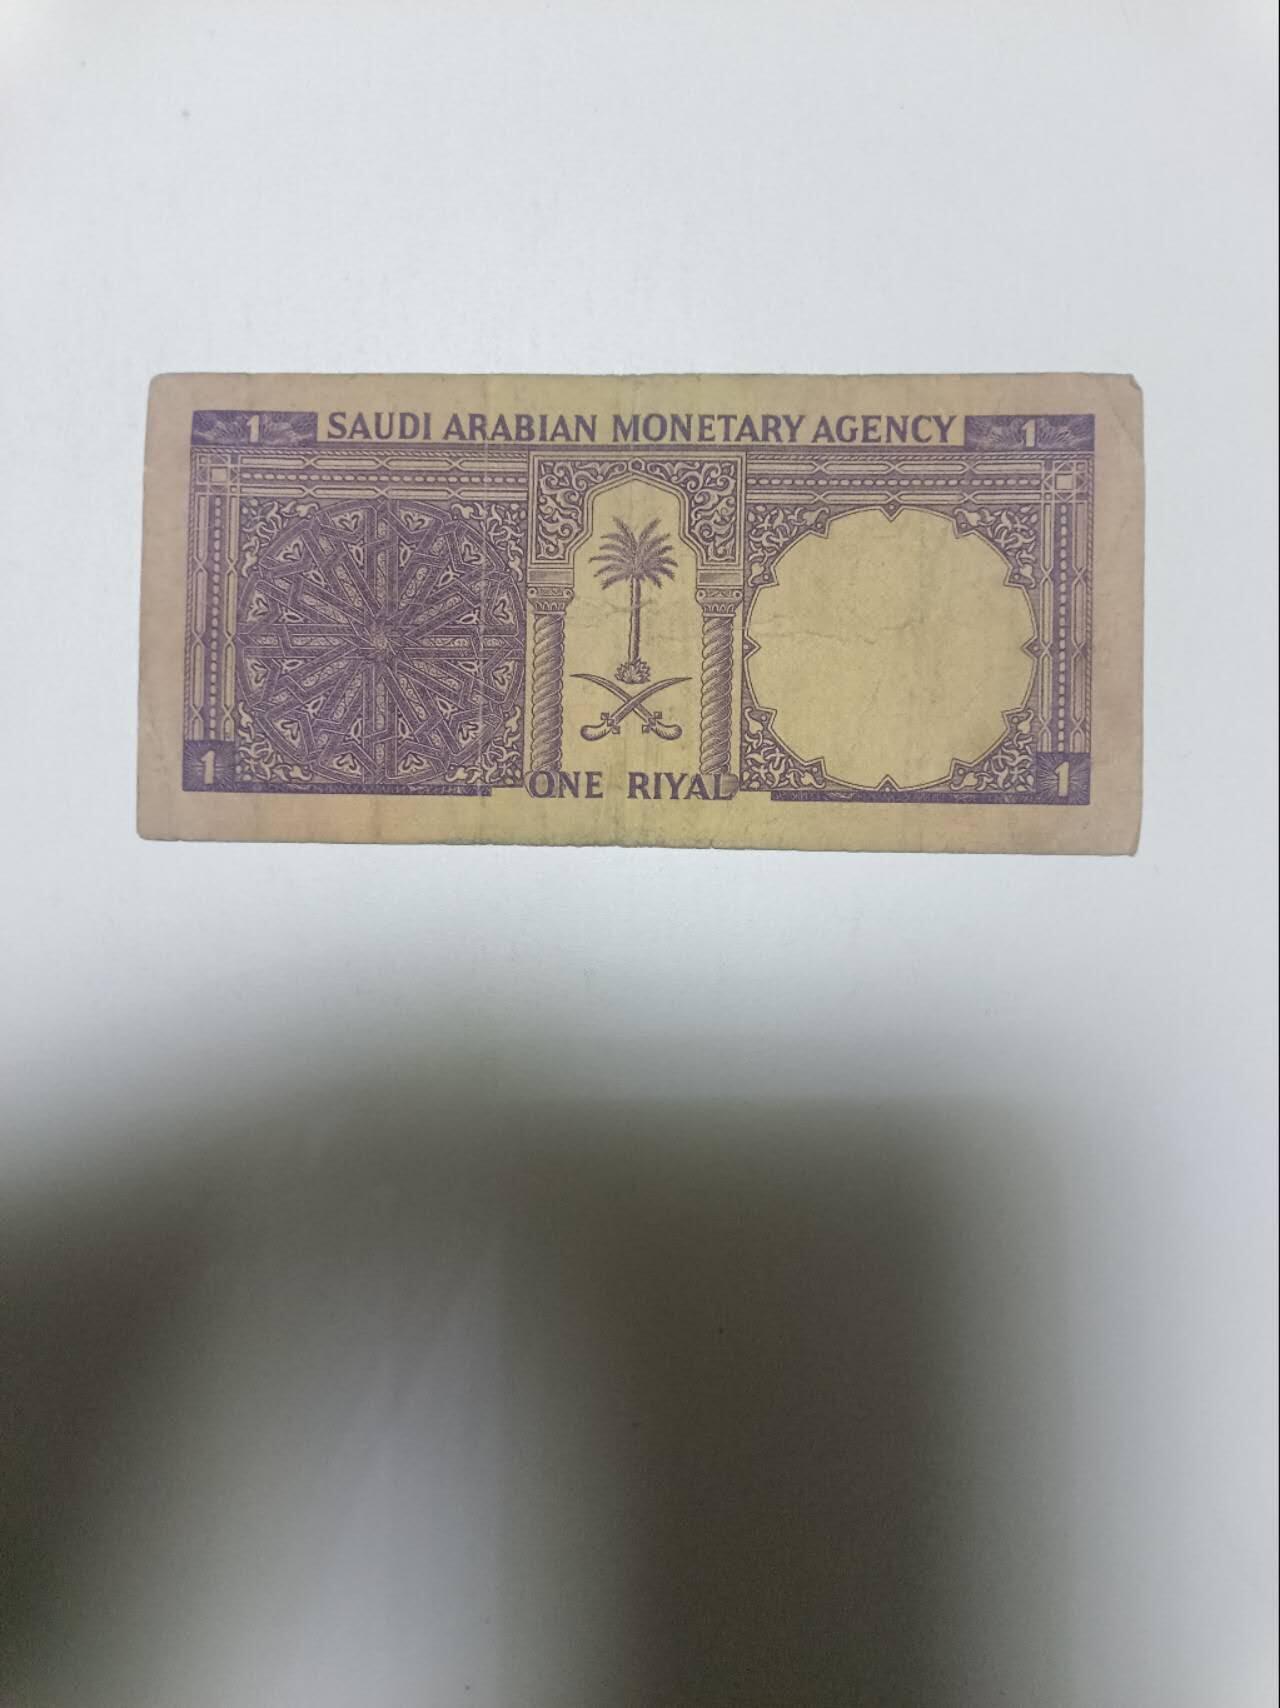 1 SAUDI ARABIAN MONETARY AGENCY 1
1 ONE RIYAL 1